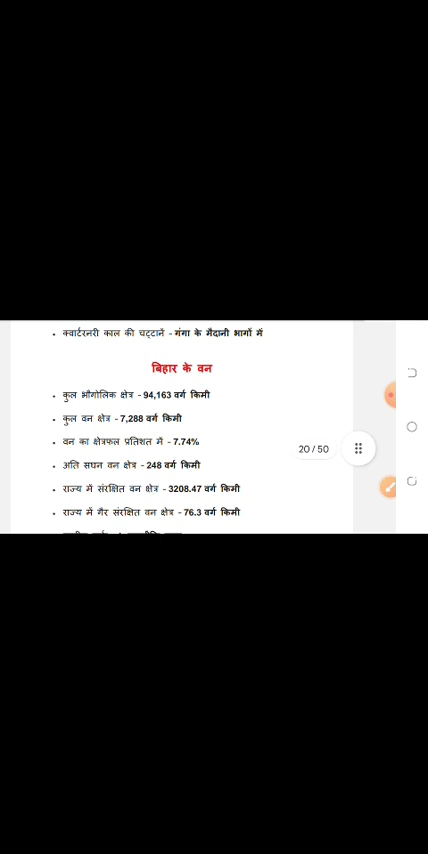 • क्वार्टरनरी काल की चट्टानें - गंगा के मैदानी भागों में
बिहार के वन
• कुल भौगोलिक क्षेत्र - 94,163 वर्ग किमी
• कुल वन क्षेत्र - 7,288 वर्ग किमी
• वन का क्षेत्रफल प्रतिशत में - 7.74%
20 / 50
• अति सघन वन क्षेत्र - 248 वर्ग किमी
• राज्य में संरक्षित वन क्षेत्र - 3208.47 वर्ग किमी
• राज्य में गैर संरक्षित वन क्षेत्र - 76.3 वर्ग किमी